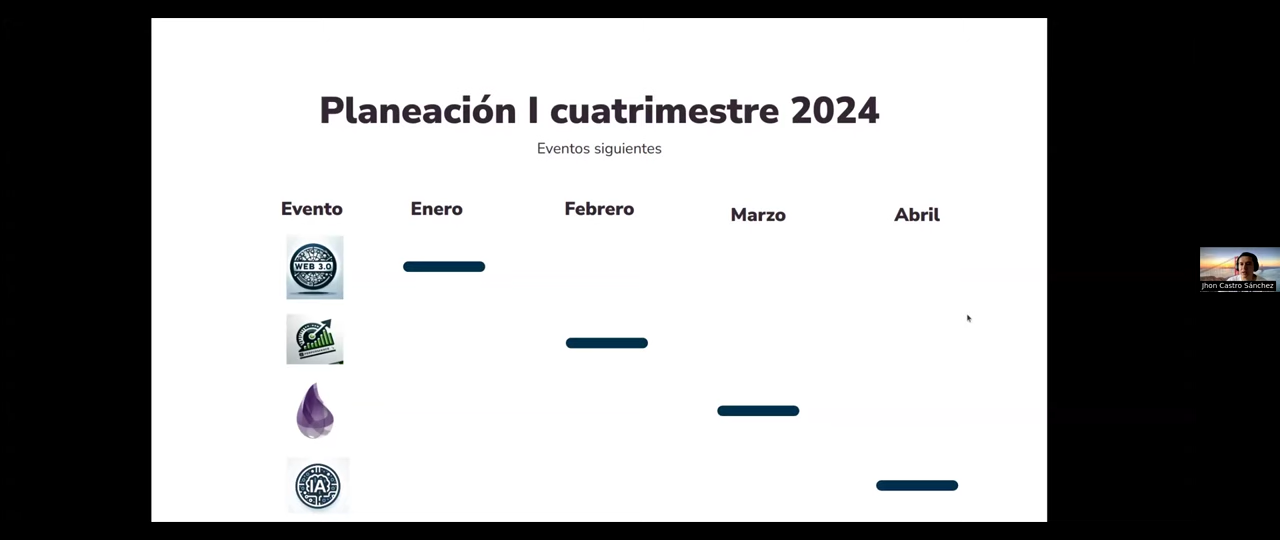 Planeación I cuatrimestre 2024
Eventos siguientes
Evento Enero Febrero Marzo Abril
WEB 3.0
IA
Jhon Castro Sánchez